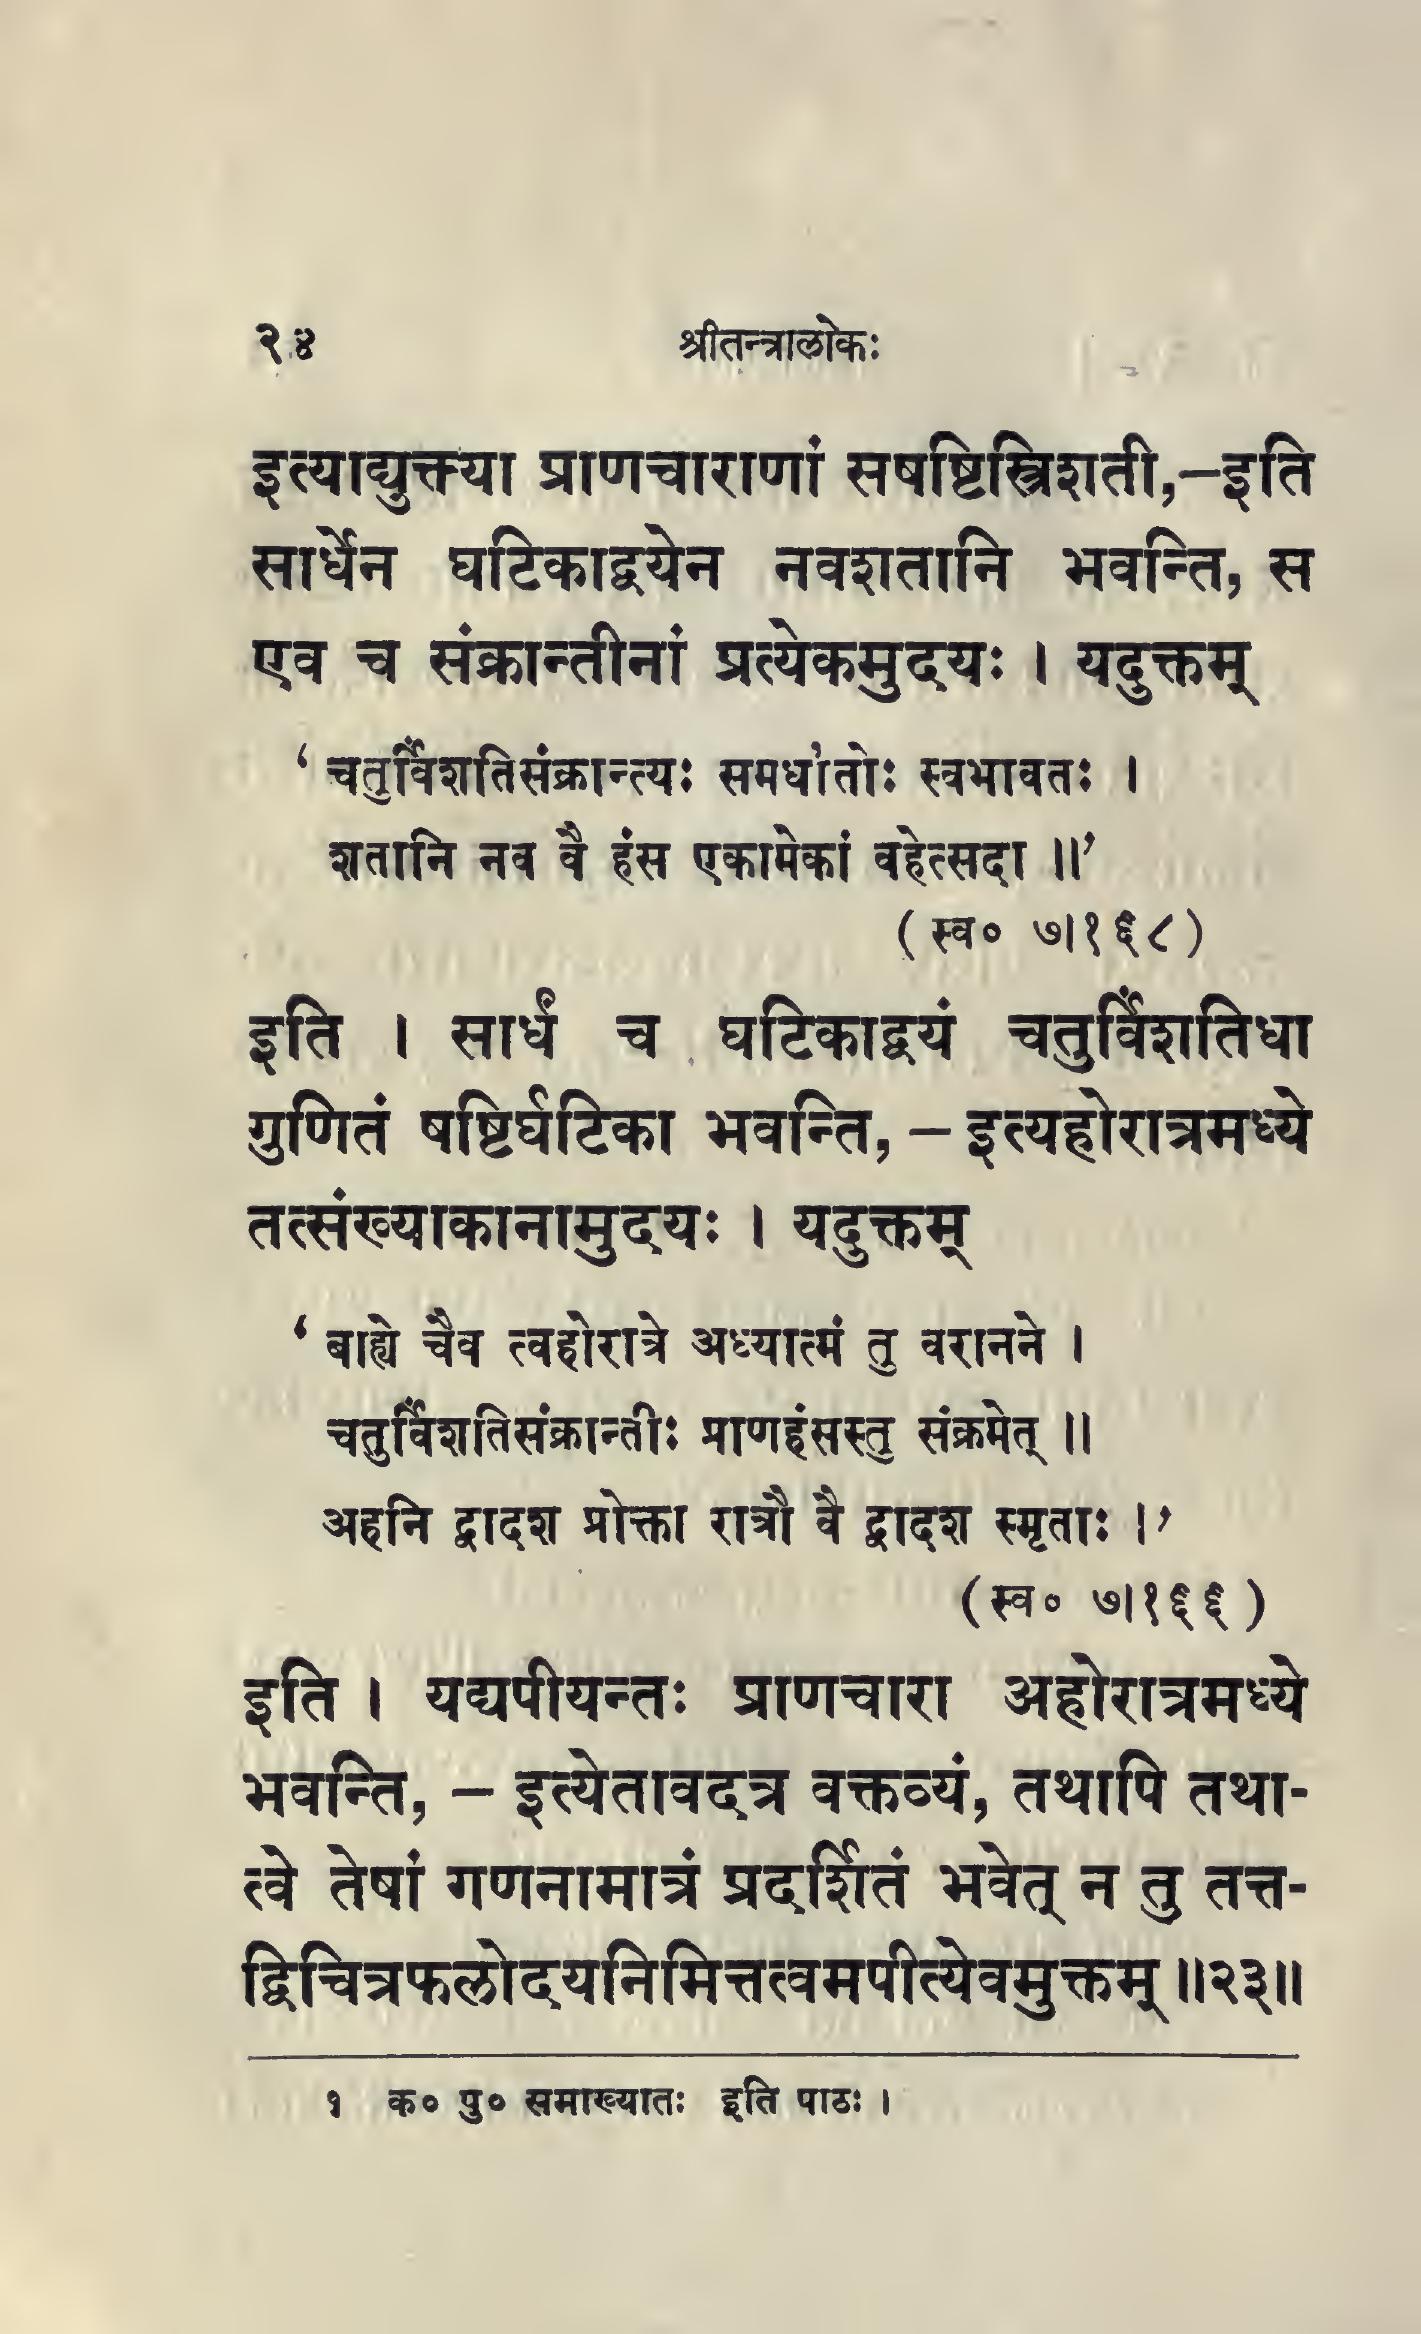 २४ श्रीतन्त्रालोकः
इत्याद्युक्त्या प्राणचाराणां सषष्टिस्त्रिशती,—इति
सार्धेन घटिकाद्वयेन नवशतानि भवन्ति, स
एव च संक्रान्तीनां प्रत्येकमुदयः । यदुक्तम्
‘ चतुर्विंशतिसंक्रान्त्यः समधा१तोः स्वभावतः ।
शतानि नव वै हंस एकामेकां वहेत्सदा ॥’
( स्व० ७।१६८ )
इति । सार्धं च घटिकाद्वयं चतुर्विंशतिधा
गुणितं षष्टिर्घटिका भवन्ति, — इत्यहोरात्रमध्ये
तत्संख्याकानामुदयः । यदुक्तम्
‘ बाह्ये चैव त्वहोरात्रे अध्यात्मं तु वरानने ।
चतुर्विंशतिसंक्रान्तीः प्राणहंसस्तु संक्रमेत् ॥
अहनि द्वादश प्रोक्ता रात्रौ वै द्वादश स्मृताः ।’
( स्व० ७।१६६ )
इति । यद्यपीयन्तः प्राणचारा अहोरात्रमध्ये
भवन्ति, — इत्येतावदत्र वक्तव्यं, तथापि तथा-
त्वे तेषां गणनामात्रं प्रदर्शितं भवेत् न तु तत्त-
द्विचित्रफलोदयनिमित्तत्वमपीत्येवमुक्तम् ॥२३॥
१ क० पु० समाख्यातः इति पाठः ।